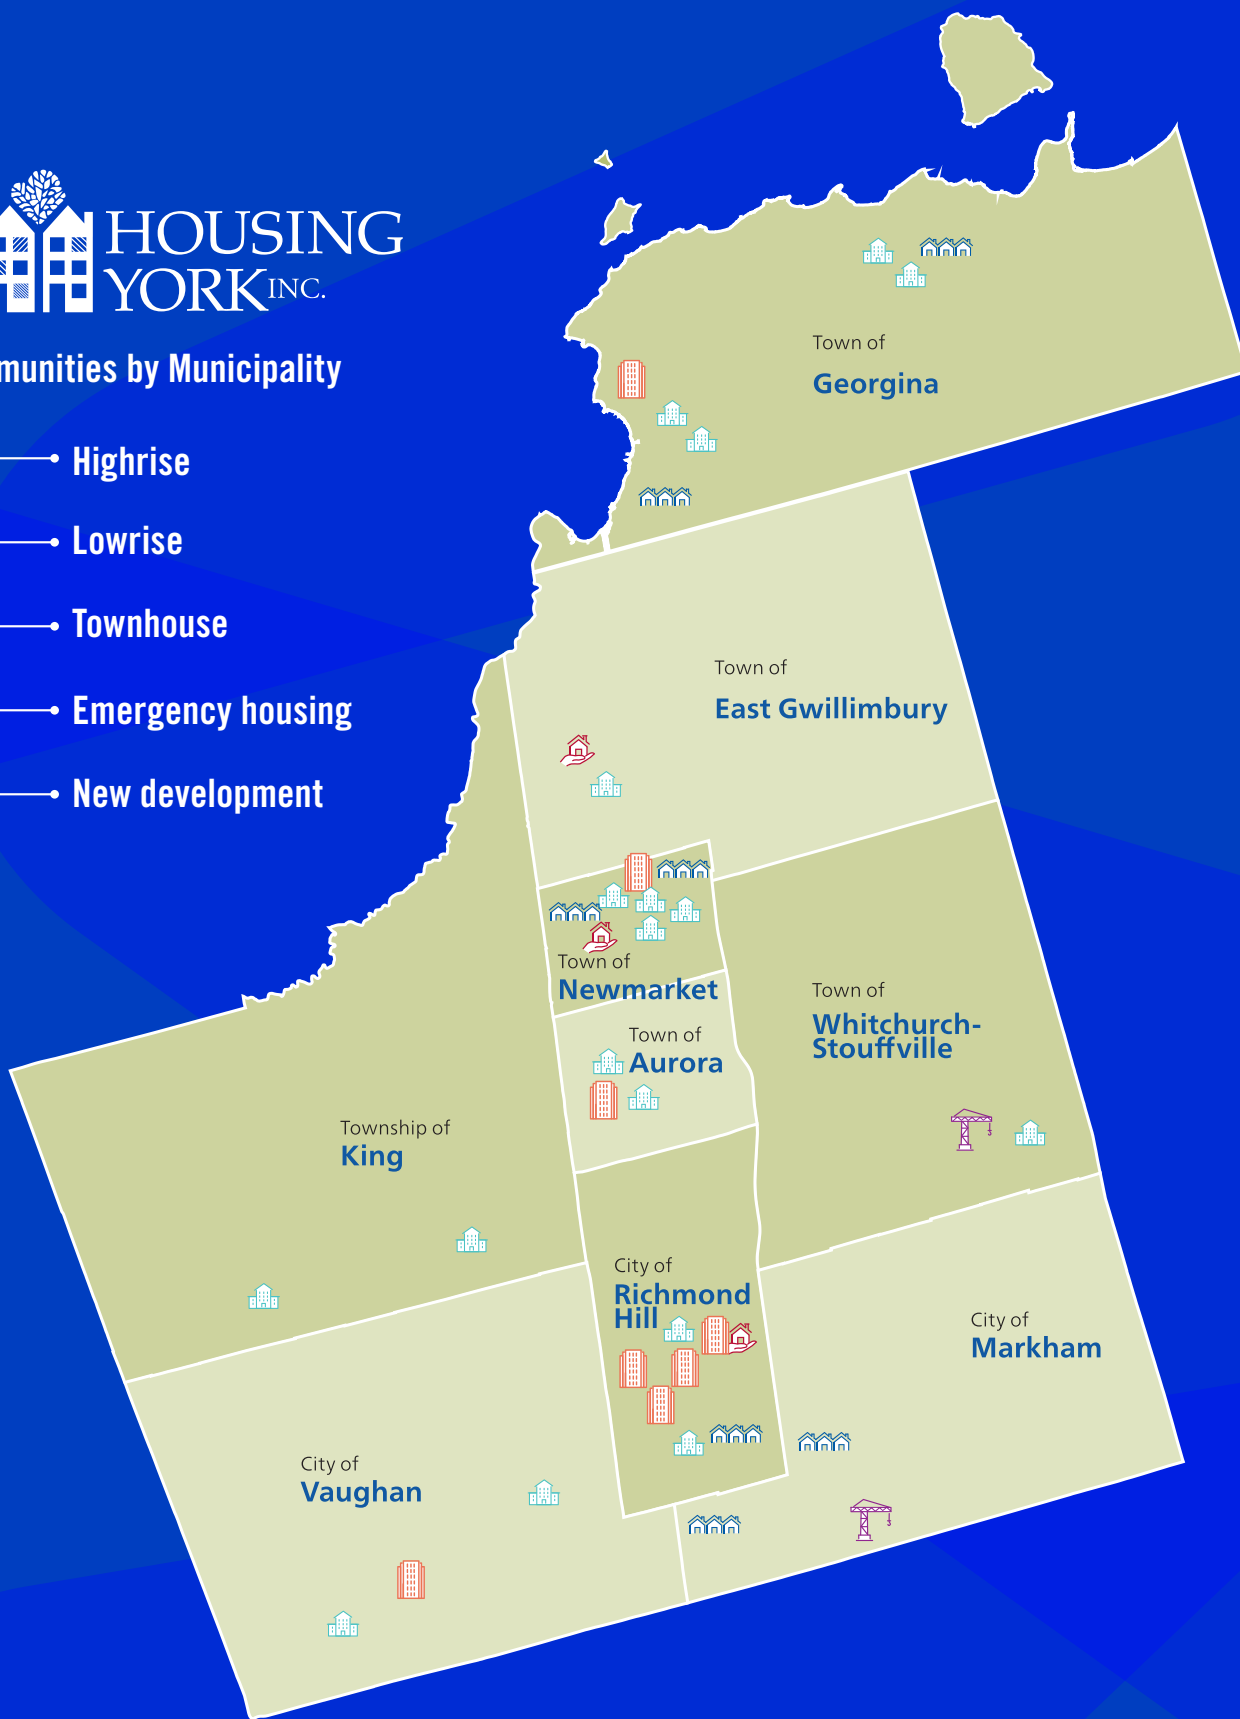 HOUSING
YORK INC.
munities by Municipality
Highrise
Lowrise
Townhouse
Emergency housing
New development
Town of
Georgina
Town of
East Gwillimbury
Town of
Newmarket
Town of
Whitchurch-
Stouffville
Town of
Aurora
Township of
King
City of
Richmond
Hill
City of
Markham
City of
Vaughan